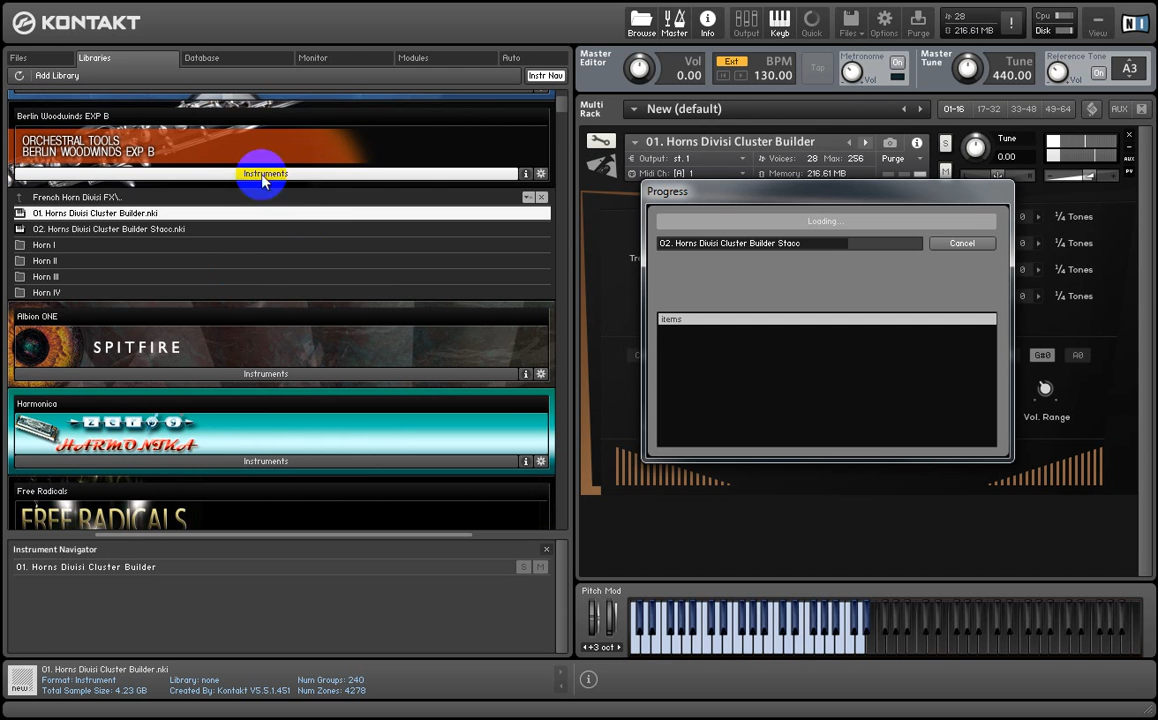 KONTAKT
Browse
Master
Info
Output
Keyb
Quick
Files
Options
Purge
28
216.61 MB
!
Cpu
Disk
View
NI
Files
Libraries
Database
Monitor
Modules
Auto
Add Library
Instr Nav
Berlin Woodwinds EXP B
ORCHESTRAL TOOLS
BERLIN WOODWINDS EXP B
Instruments
French Horn Divisi FX\..
01. Horns Divisi Cluster Builder.nki
02. Horns Divisi Cluster Builder Stacc.nki
Horn I
Horn II
Horn III
Horn IV
Albion ONE
SPITFIRE
Instruments
Harmonica
HARMONIKA
Instruments
Free Radicals
FREE RADICALS
Instrument Navigator
01. Horns Divisi Cluster Builder
S M
new
01. Horns Divisi Cluster Builder.nki
Format: Instrument
Library: none
Num Groups: 240
Total Sample Size: 4.23 GB
Created By: Kontakt V5.5.1.451
Num Zones: 4278
Master Editor
Vol
0.00
Ext
BPM
130.00
Tap
Metronome
On
Vol
Master Tune
Tune
440.00
Reference Tone
Vol
On
A3
Multi Rack
New (default)
01-16
17-32
33-48
49-64
AUX
01. Horns Divisi Cluster Builder
Output: st. 1
Voices: 28 Max: 256
Purge
Midi Ch: [A] 1
Memory: 216.61 MB
S
M
Tune
0.00
AUX
PV
Progress
Loading...
02. Horns Divisi Cluster Builder Stacc
Cancel
items
0 ¼ Tones
0 ¼ Tones
0 ¼ Tones
0 ¼ Tones
G#0
A0
Vol. Range
Pitch Mod
+3 oct